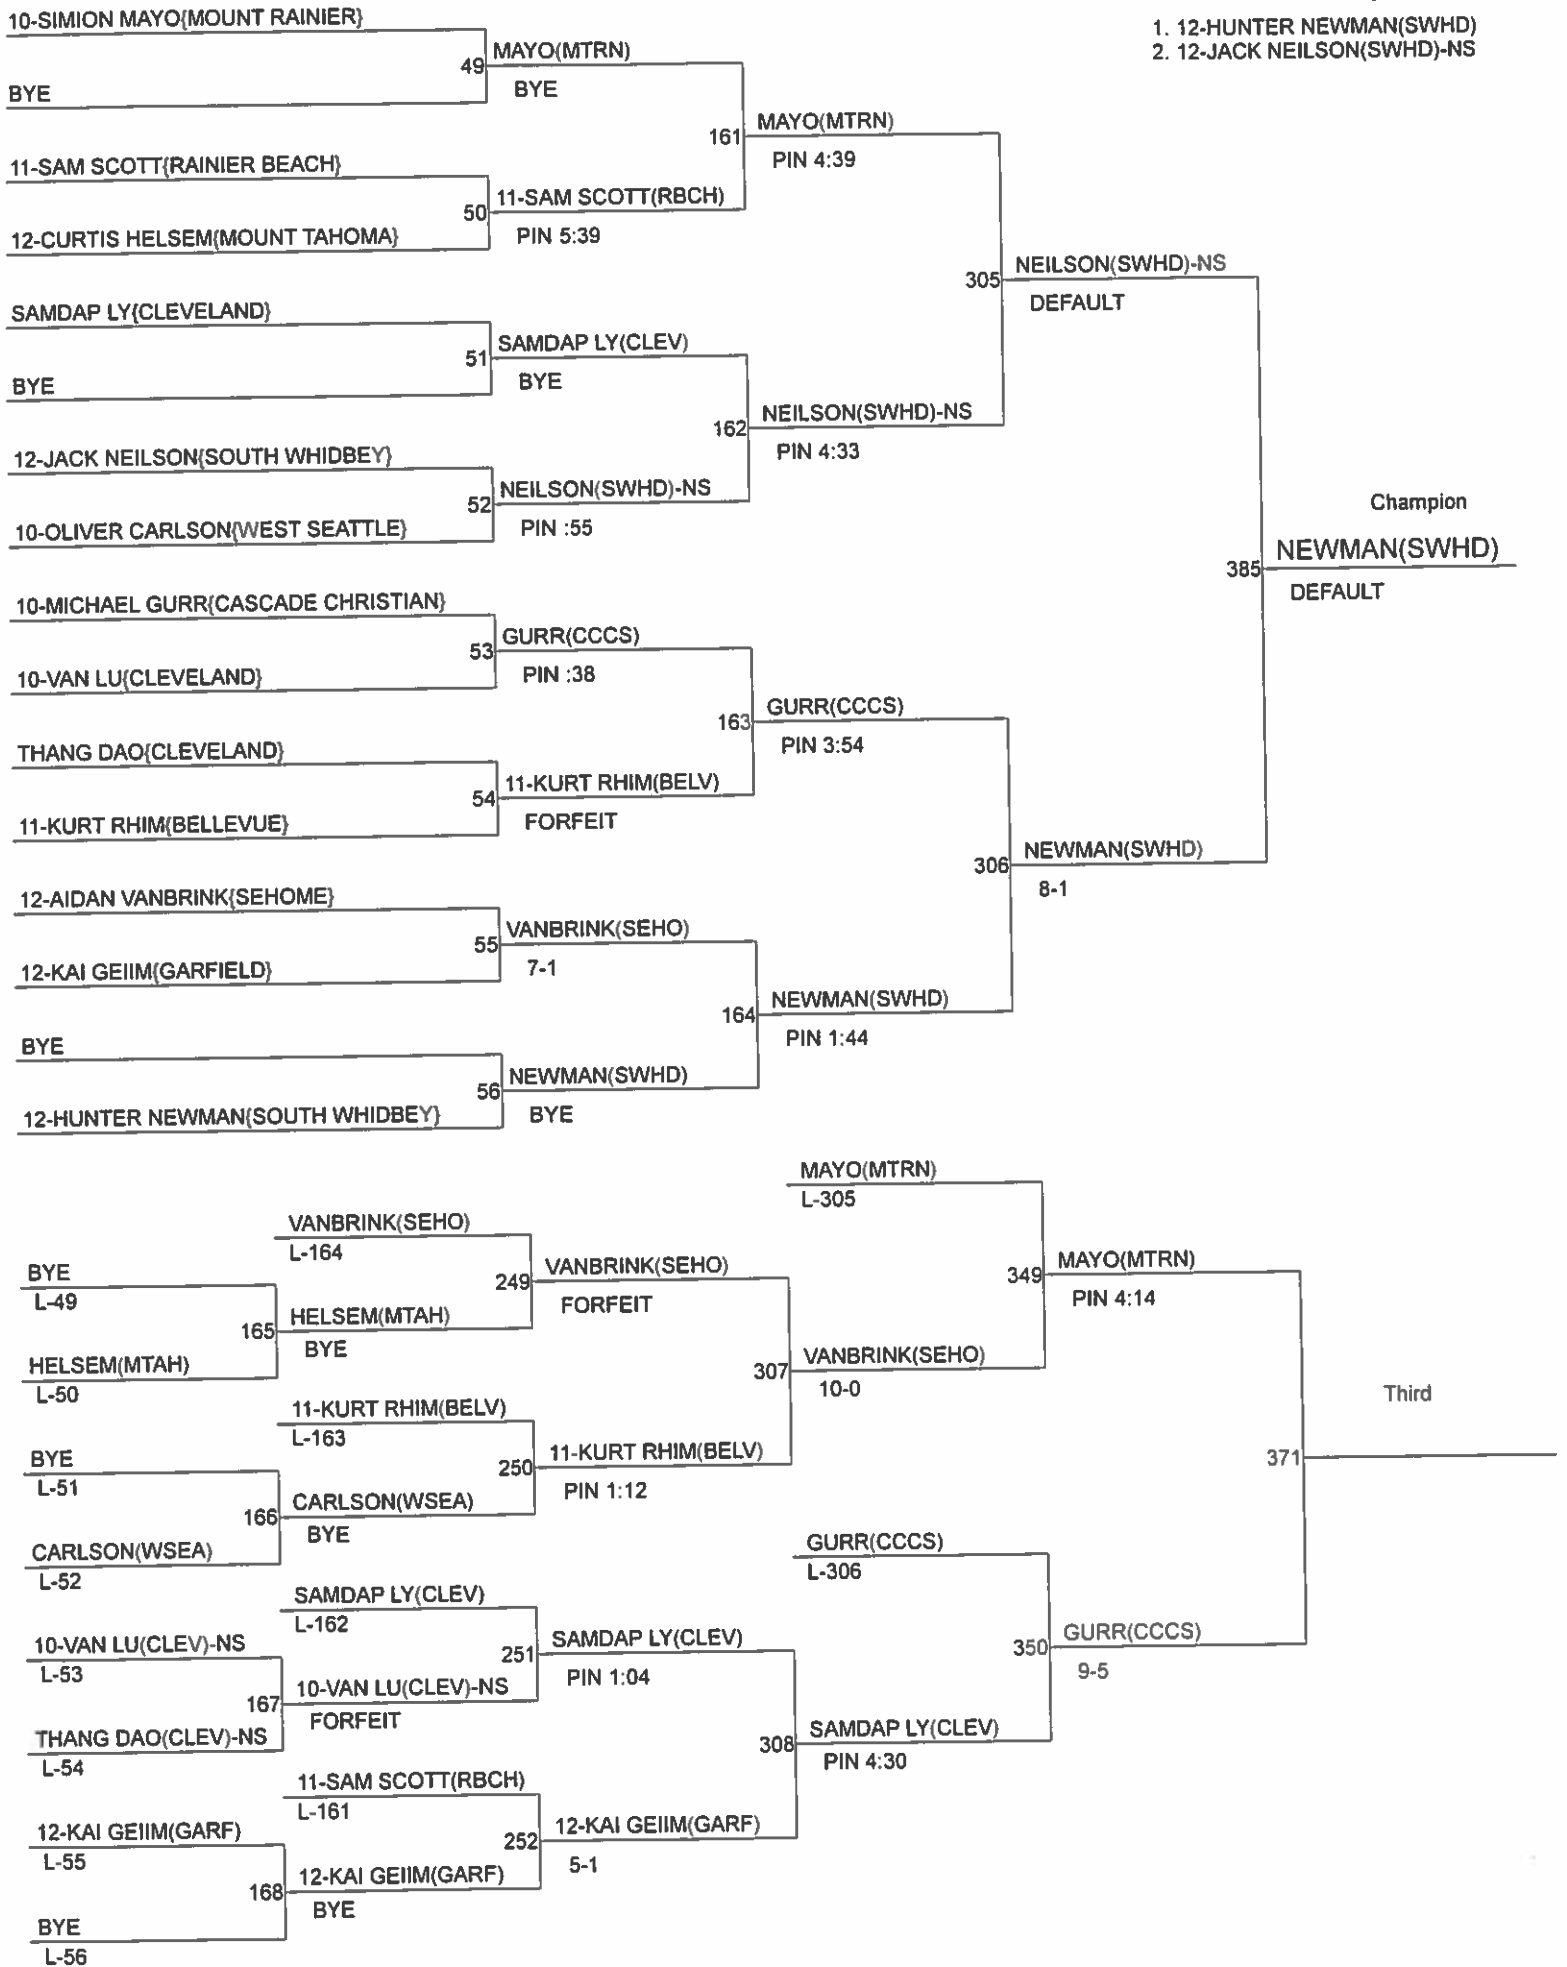 1. 12-HUNTER NEWMAN(SWHD)
2. 12-JACK NEILSON(SWHD)-NS
10-SIMION MAYO{MOUNT RAINIER}
49
MAYO(MTRN)
BYE
BYE
161
MAYO(MTRN)
PIN 4:39
11-SAM SCOTT{RAINIER BEACH}
50
11-SAM SCOTT(RBCH)
PIN 5:39
12-CURTIS HELSEM{MOUNT TAHOMA}
305
NEILSON(SWHD)-NS
DEFAULT
SAMDAP LY{CLEVELAND}
51
SAMDAP LY(CLEV)
BYE
BYE
162
NEILSON(SWHD)-NS
PIN 4:33
12-JACK NEILSON{SOUTH WHIDBEY}
52
NEILSON(SWHD)-NS
PIN :55
10-OLIVER CARLSON{WEST SEATTLE}
Champion
385
NEWMAN(SWHD)
DEFAULT
10-MICHAEL GURR{CASCADE CHRISTIAN}
53
GURR(CCCS)
PIN :38
10-VAN LU{CLEVELAND}
163
GURR(CCCS)
PIN 3:54
THANG DAO{CLEVELAND}
54
11-KURT RHIM(BELV)
FORFEIT
11-KURT RHIM{BELLEVUE}
306
NEWMAN(SWHD)
8-1
12-AIDAN VANBRINK{SEHOME}
55
VANBRINK(SEHO)
7-1
12-KAI GEIIM{GARFIELD}
164
NEWMAN(SWHD)
PIN 1:44
BYE
56
NEWMAN(SWHD)
BYE
12-HUNTER NEWMAN{SOUTH WHIDBEY}
MAYO(MTRN)
L-305
VANBRINK(SEHO)
L-164
BYE
L-49
249
VANBRINK(SEHO)
FORFEIT
349
MAYO(MTRN)
PIN 4:14
165
HELSEM(MTAH)
BYE
HELSEM(MTAH)
L-50
307
VANBRINK(SEHO)
10-0
Third
11-KURT RHIM(BELV)
L-163
BYE
L-51
250
11-KURT RHIM(BELV)
PIN 1:12
371
166
CARLSON(WSEA)
BYE
CARLSON(WSEA)
L-52
GURR(CCCS)
L-306
SAMDAP LY(CLEV)
L-162
10-VAN LU(CLEV)-NS
L-53
251
SAMDAP LY(CLEV)
PIN 1:04
350
GURR(CCCS)
9-5
167
10-VAN LU(CLEV)-NS
FORFEIT
THANG DAO(CLEV)-NS
L-54
308
SAMDAP LY(CLEV)
PIN 4:30
11-SAM SCOTT(RBCH)
L-161
12-KAI GEIIM(GARF)
L-55
252
12-KAI GEIIM(GARF)
5-1
168
12-KAI GEIIM(GARF)
BYE
BYE
L-56